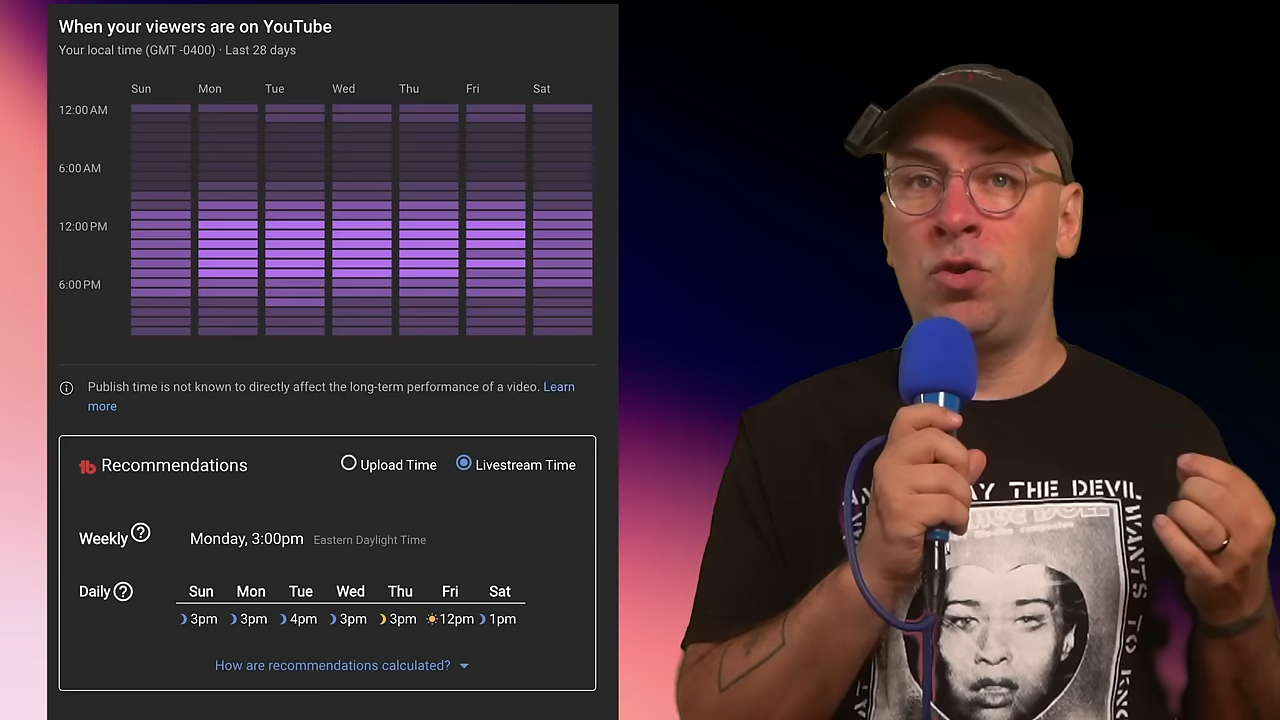 When your viewers are on YouTube
Your local time (GMT -0400) · Last 28 days
Sun Mon Tue Wed Thu Fri Sat
12:00 AM
6:00 AM
12:00 PM
6:00 PM
Publish time is not known to directly affect the long-term performance of a video. Learn
more
tb Recommendations
Upload Time Livestream Time
Weekly ? Monday, 3:00pm Eastern Daylight Time
Daily ? Sun Mon Tue Wed Thu Fri Sat
3pm 3pm 4pm 3pm 3pm 12pm 1pm
How are recommendations calculated?
THE DEVIL
WANTS TO